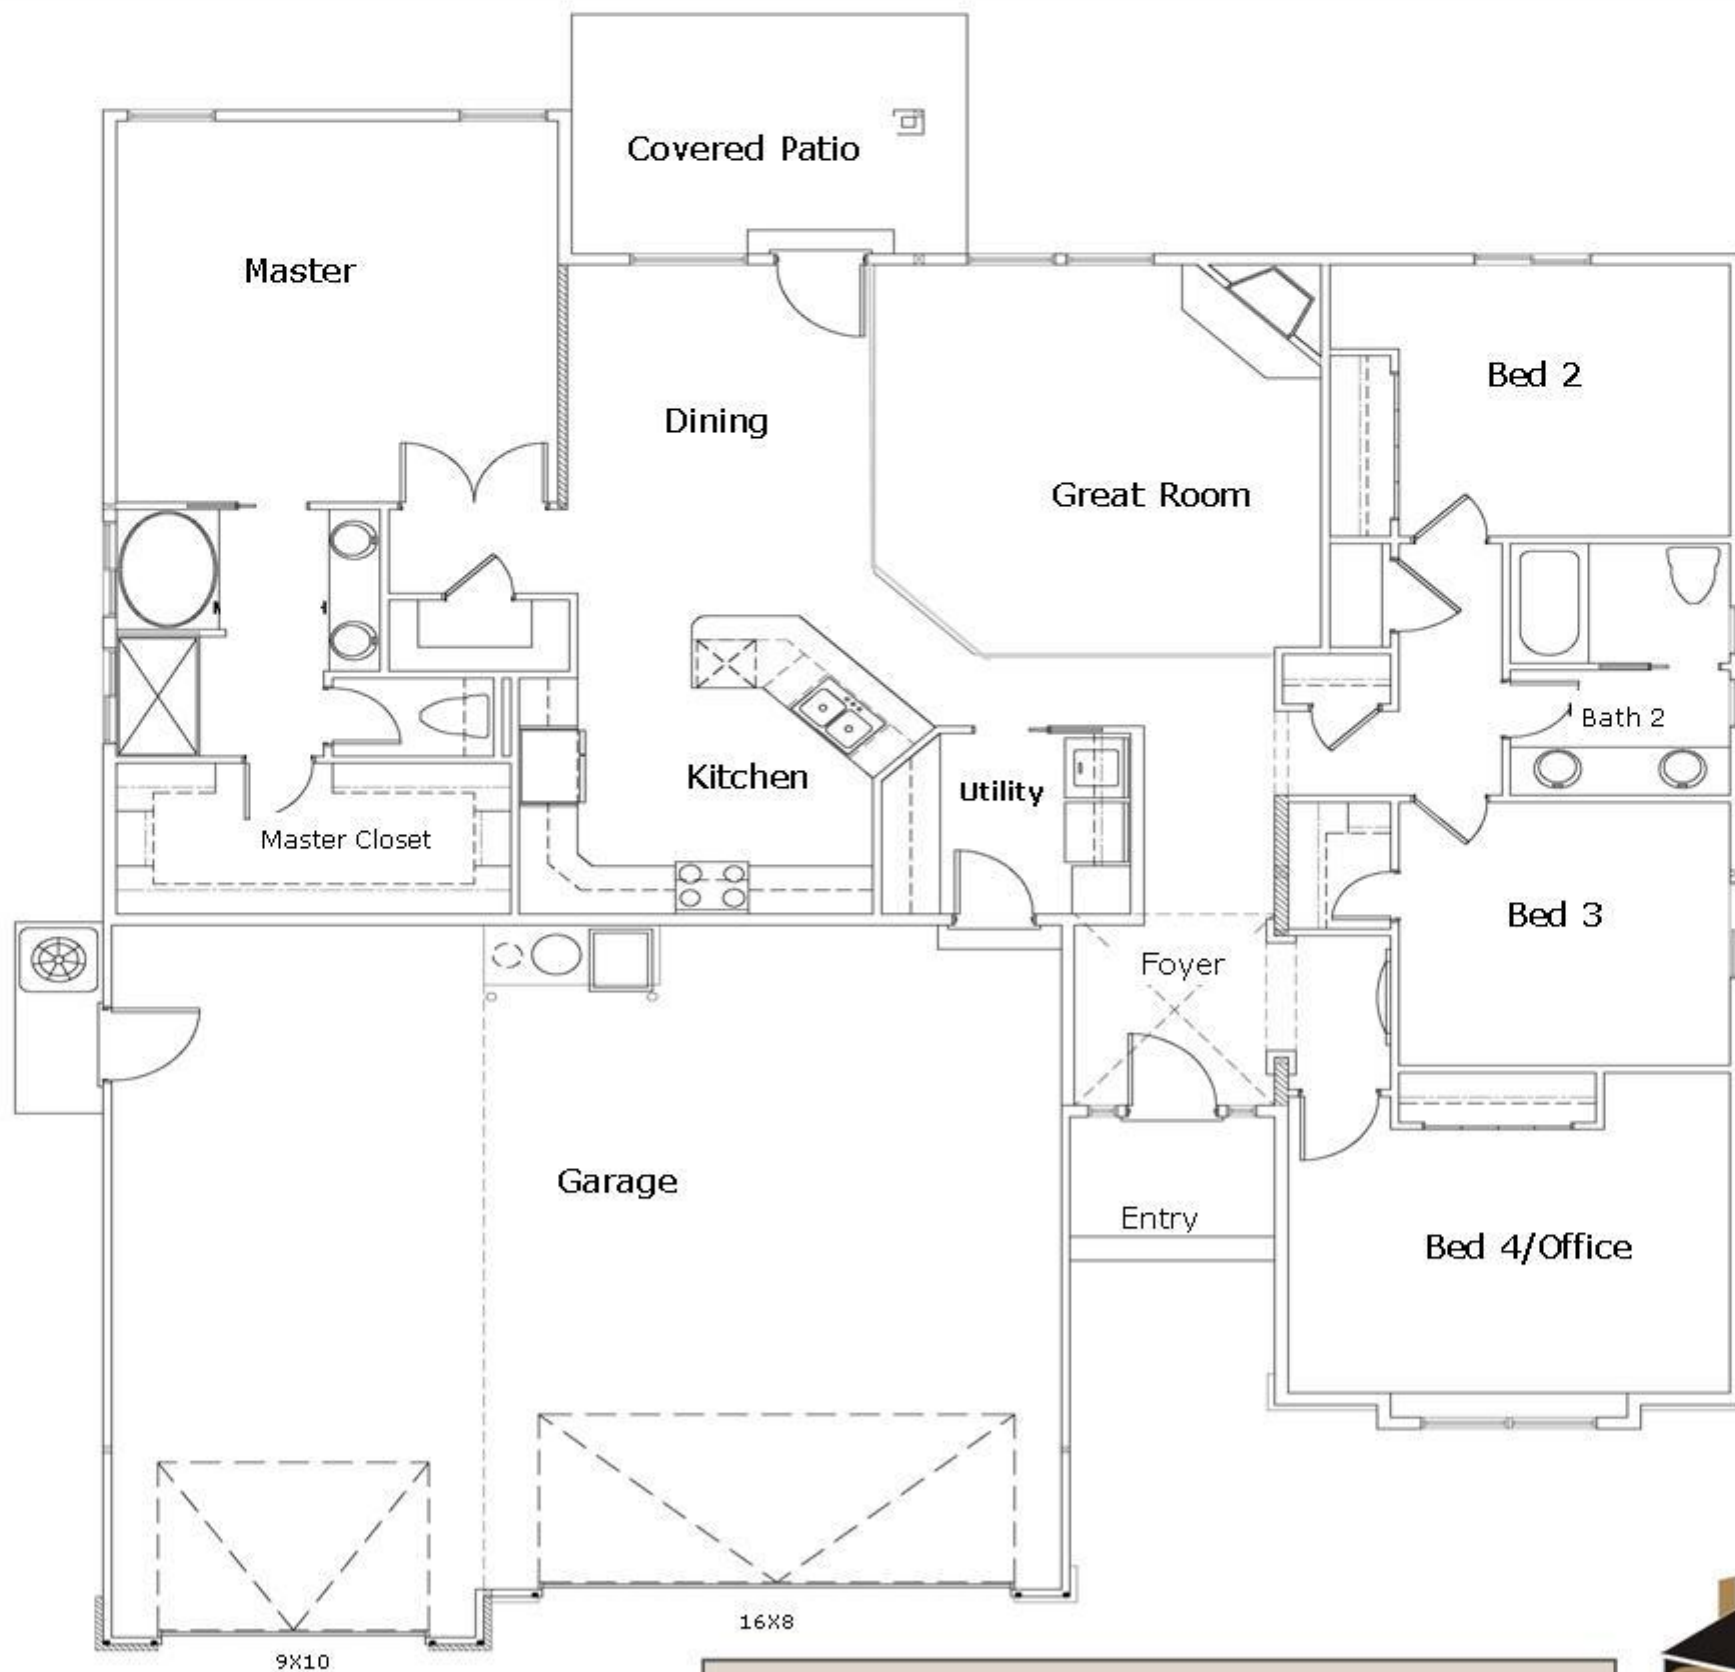 Covered Patio
Master
Bed 2
Dining
Great Room
Bath 2
Kitchen
Utility
Master Closet
Bed 3
Foyer
Garage
Entry
Bed 4/Office
16X8
9X10